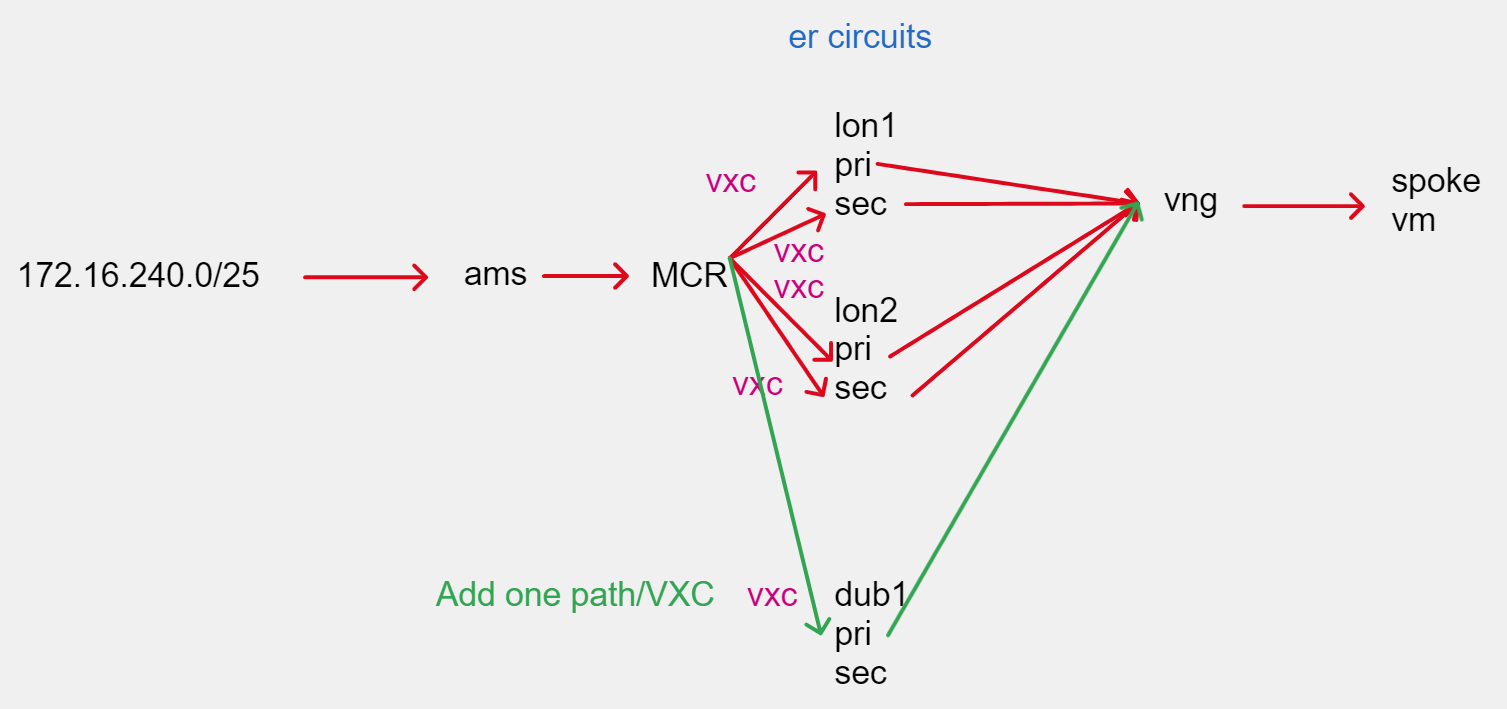 er circuits
lon1
pri
sec
vxc
vxc
vxc
172.16.240.0/25
ams
MCR
lon2
pri
sec
vxc
vng
spoke
vm
Add one path/VXC
vxc
dub1
pri
sec